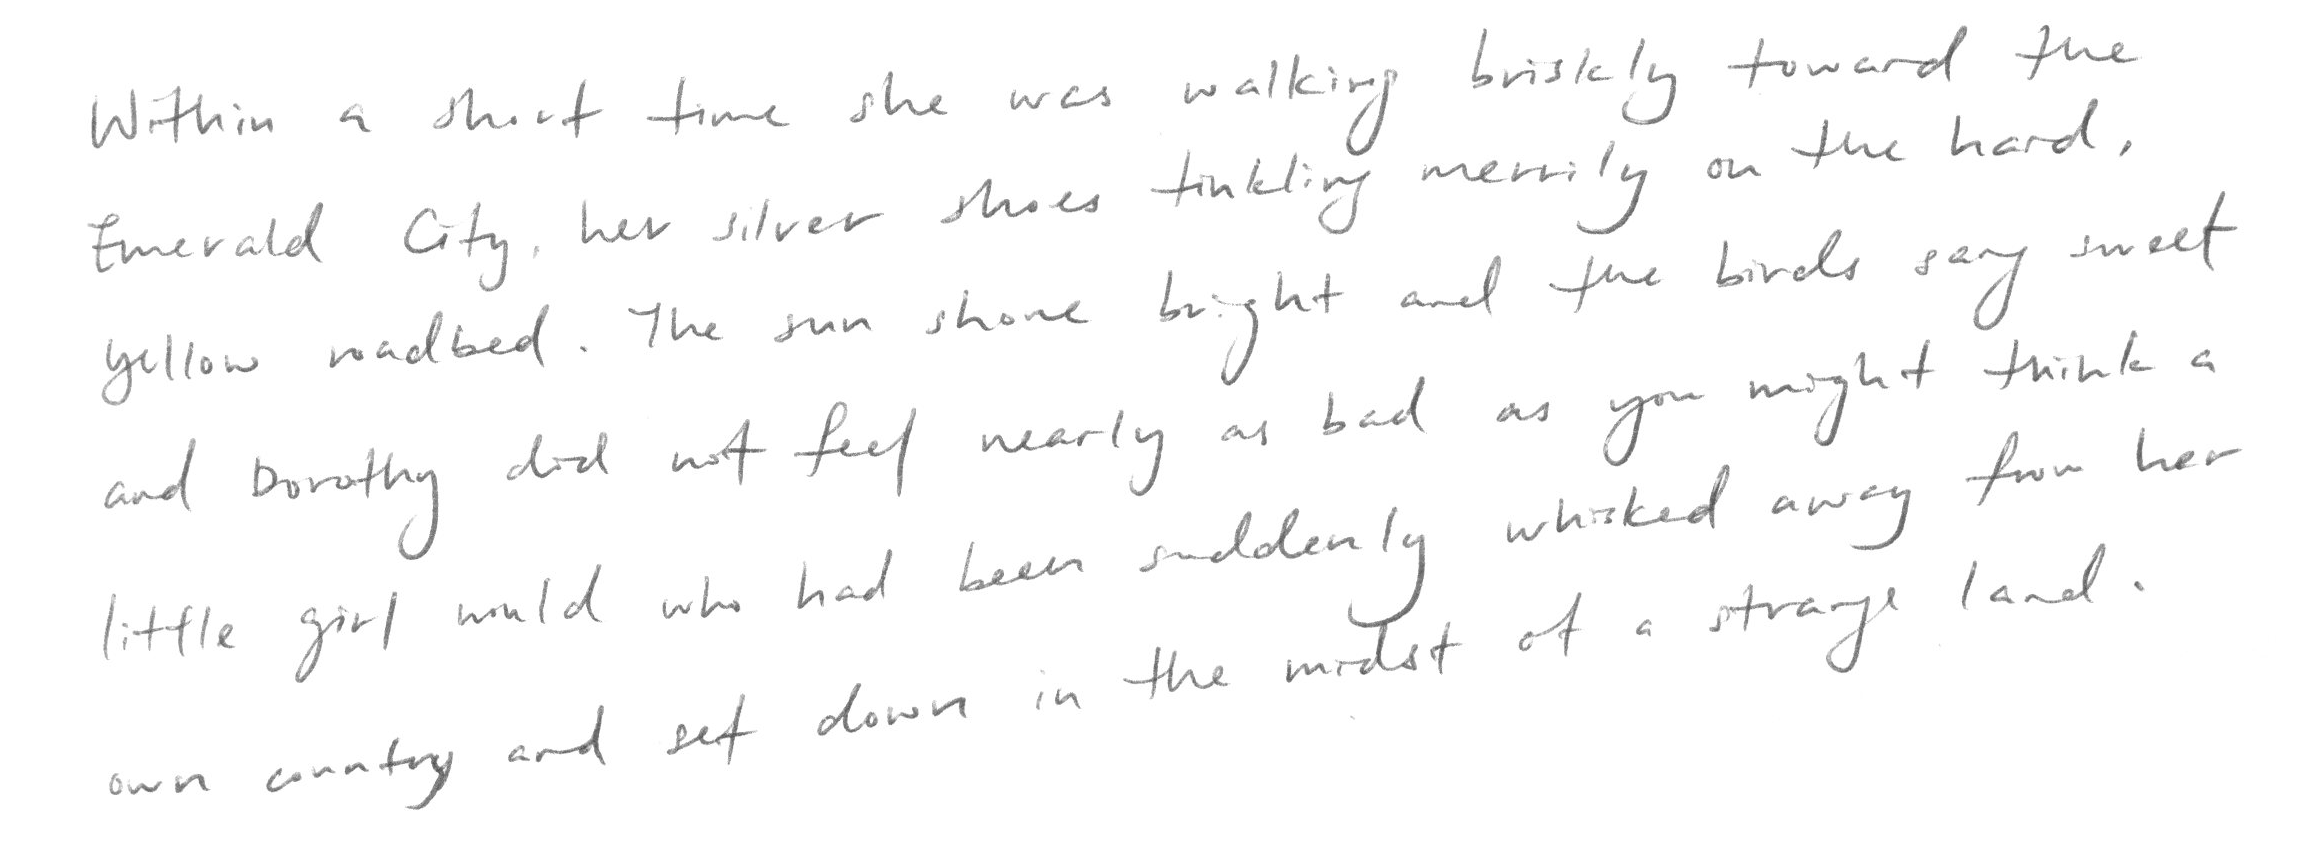 Within a short time she was walking briskly toward the
Emerald City, her silver shoes tinkling merrily on the hard,
yellow roadbed. The sun shone bright and the birds sang sweet
and Dorothy did not feel nearly as bad as you might think a
little girl would who had been suddenly whisked away from her
own country and set down in the midst of a strange land.